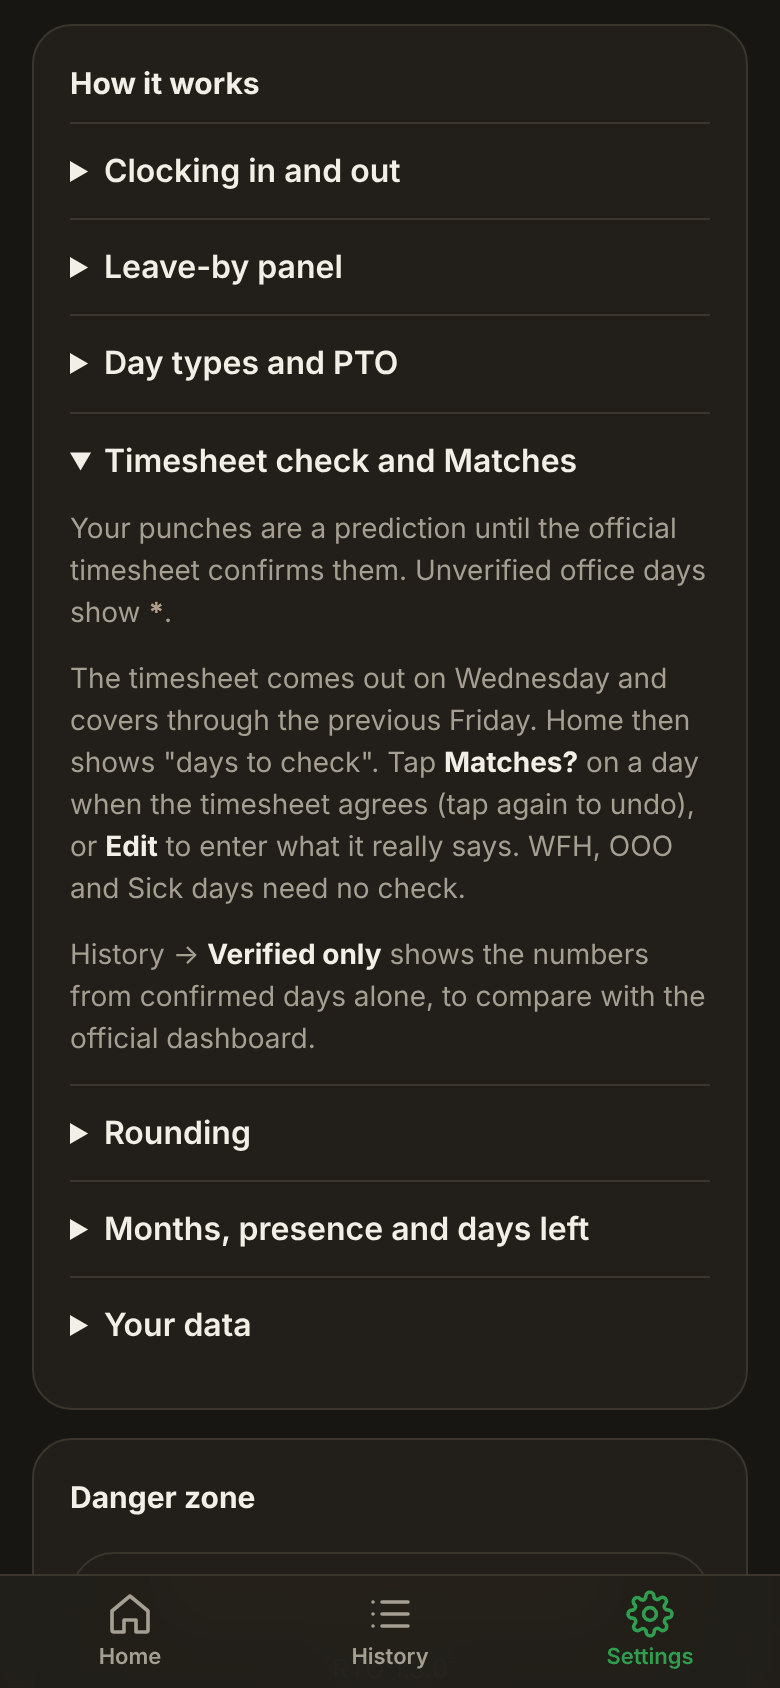 How it works
Clocking in and out
Leave-by panel
Day types and PTO
Timesheet check and Matches
Your punches are a prediction until the official
timesheet confirms them. Unverified office days
show *.
The timesheet comes out on Wednesday and
covers through the previous Friday. Home then
shows "days to check". Tap Matches? on a day
when the timesheet agrees (tap again to undo),
or Edit to enter what it really says. WFH, OOO
and Sick days need no check.
History → Verified only shows the numbers
from confirmed days alone, to compare with the
official dashboard.
Rounding
Months, presence and days left
Your data
Danger zone
Home
History
Settings